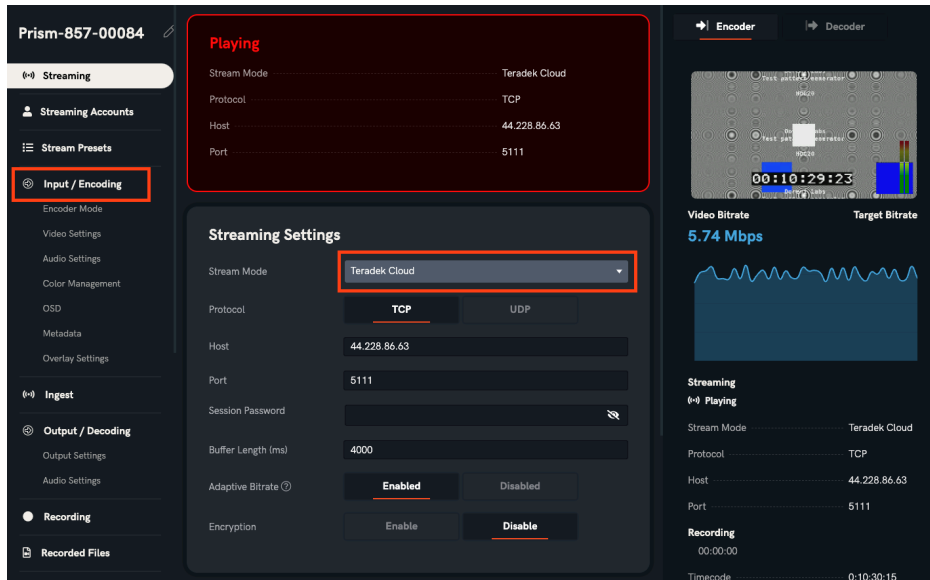 Prism-857-00084
Streaming
Streaming Accounts
Stream Presets
Input / Encoding
Encoder Mode
Video Settings
Audio Settings
Color Management
OSD
Metadata
Overlay Settings
Ingest
Output / Decoding
Output Settings
Audio Settings
Recording
Recorded Files
Playing
Stream Mode Teradek Cloud
Protocol TCP
Host 44.228.86.63
Port 5111
Streaming Settings
Stream Mode Teradek Cloud
Protocol TCP UDP
Host 44.228.86.63
Port 5111
Session Password
Buffer Length (ms) 4000
Adaptive Bitrate Enabled Disabled
Encryption Enable Disable
Encoder Decoder
Test pattern generator
00:10:29:23
Video Bitrate Target Bitrate
5.74 Mbps
Streaming
Playing
Stream Mode Teradek Cloud
Protocol TCP
Host 44.228.86.63
Port 5111
Recording
00:00:00
Timecode 0:10:30:15